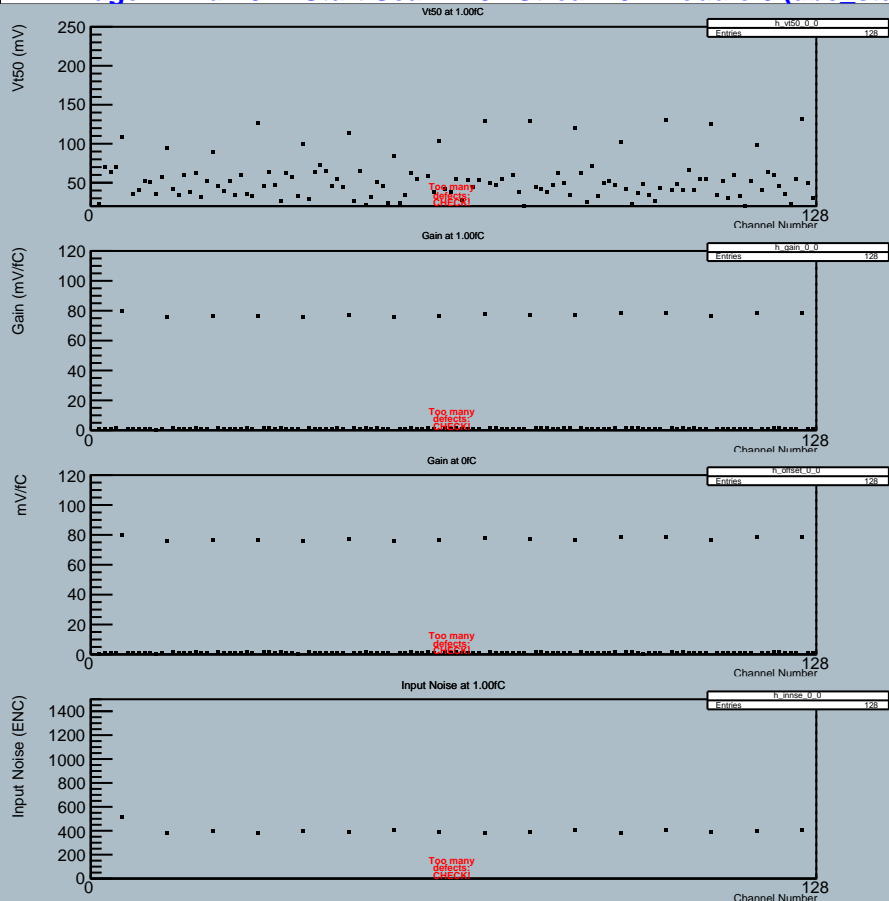 Vt50 at 1.00fC
h_vt50_0_0
Entries 128
Vt50 (mV)
250
200
150
100
50
0
128
Too many
defects:
CHECK!
Channel Number
Gain at 1.00fC
h_gain_0_0
Entries 128
Gain (mV/fC)
120
100
80
60
40
20
0
0
128
Too many
defects:
CHECK!
Channel Number
Gain at 0fC
h_offset_0_0
Entries 128
mV/fC
120
100
80
60
40
20
0
0
128
Too many
defects:
CHECK!
Channel Number
Input Noise at 1.00fC
h_innse_0_0
Entries 128
Input Noise (ENC)
1400
1200
1000
800
600
400
200
0
0
128
Too many
defects:
CHECK!
Channel Number